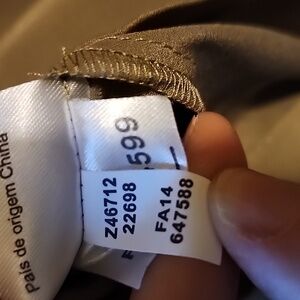 País de origem China
599
Z46712
22698
FA14
647588